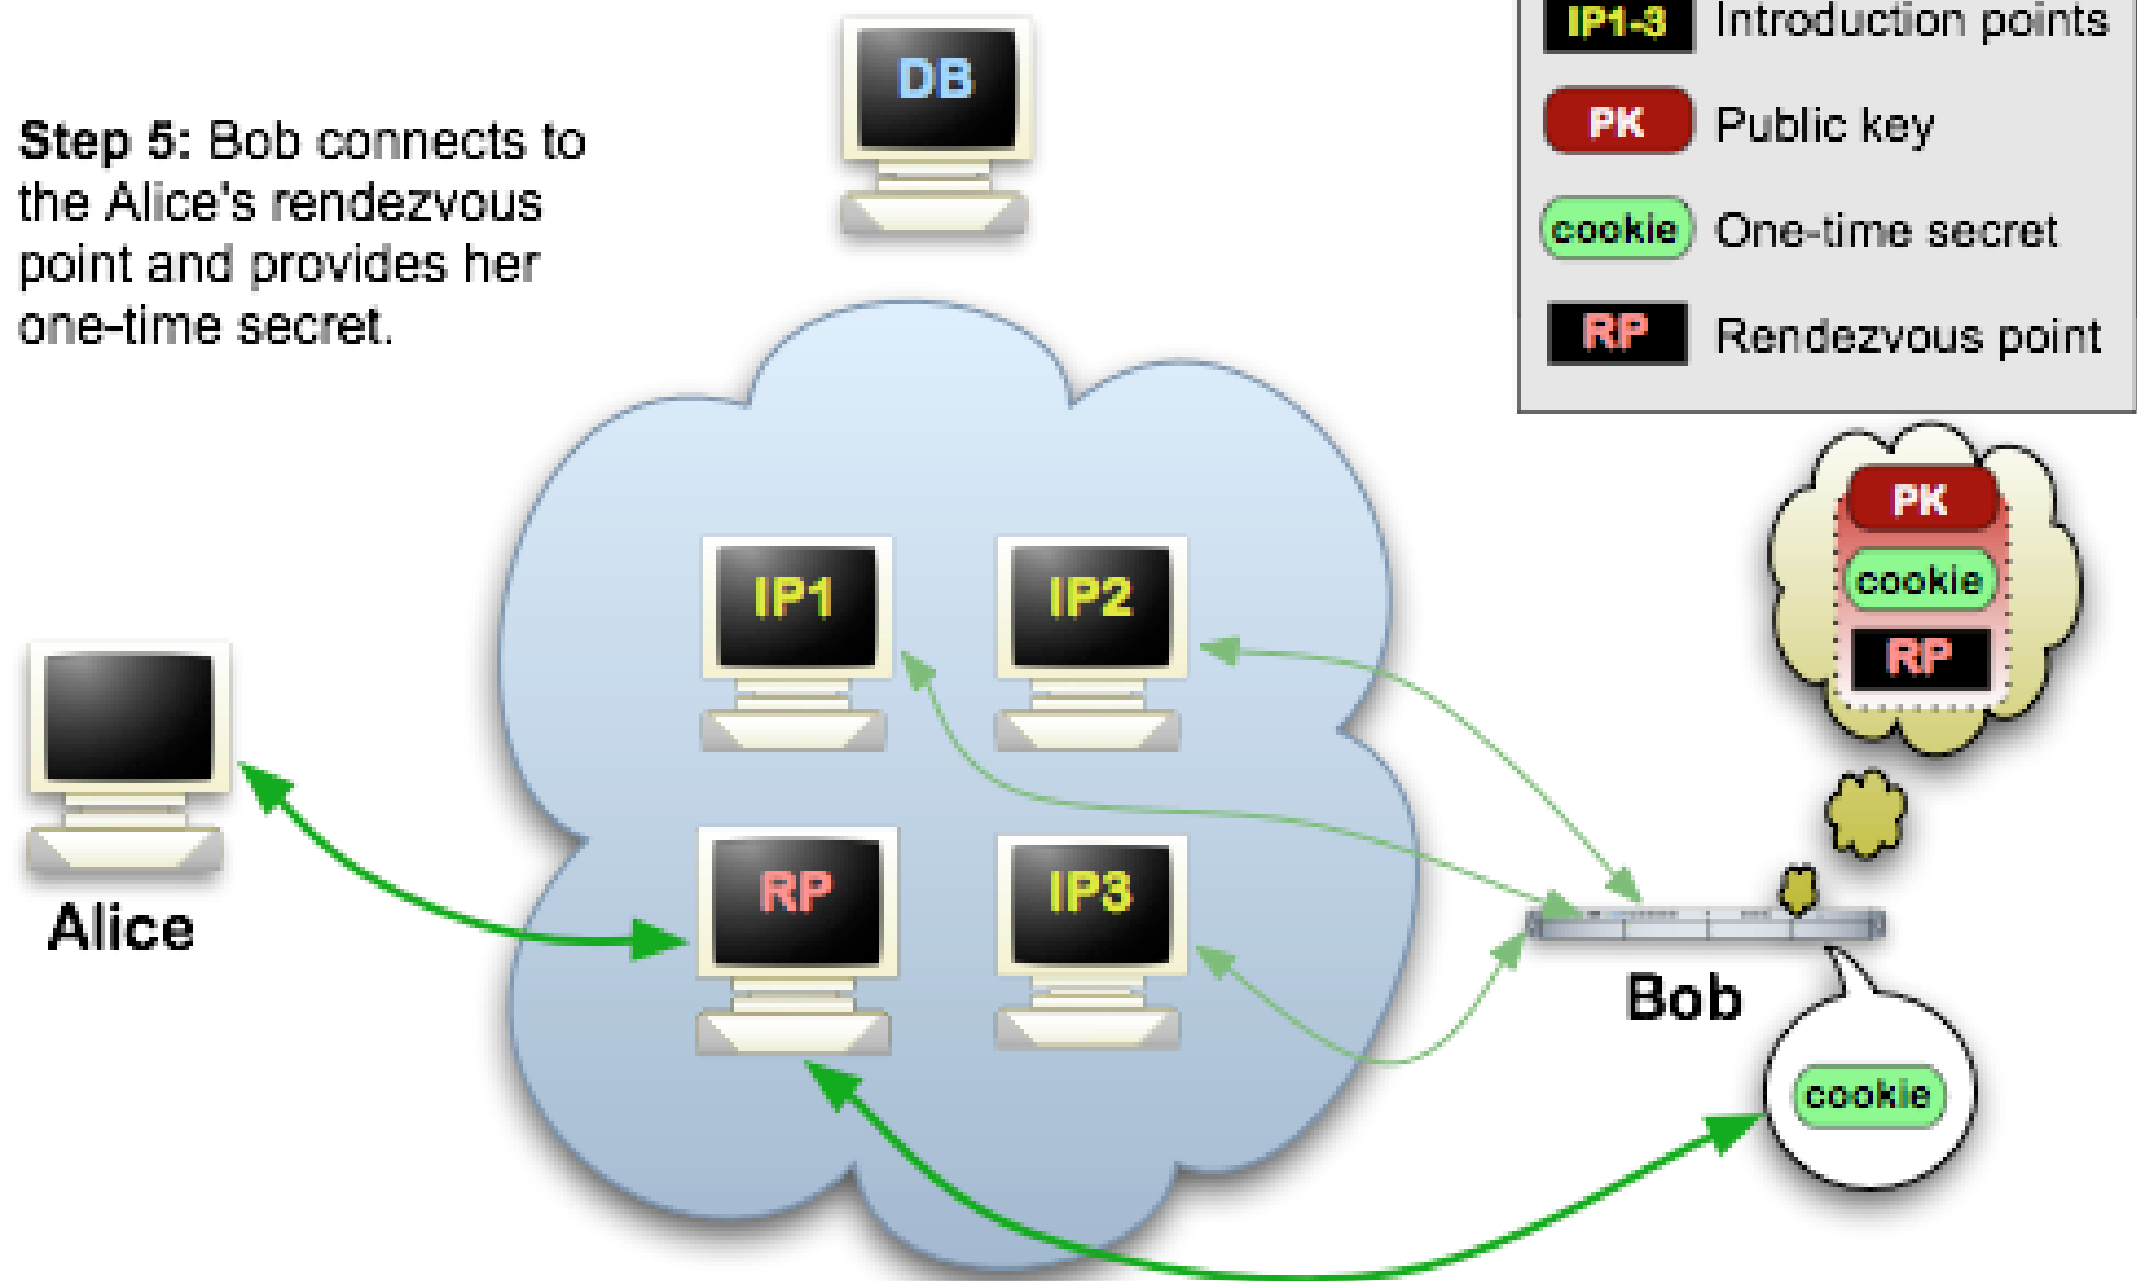 DB
Step 5: Bob connects to
the Alice's rendezvous
point and provides her
one-time secret.
IP1-3 Introduction points
PK Public key
cookie One-time secret
RP Rendezvous point
PK
cookie
RP
IP1
IP2
RP
IP3
Alice
Bob
cookie